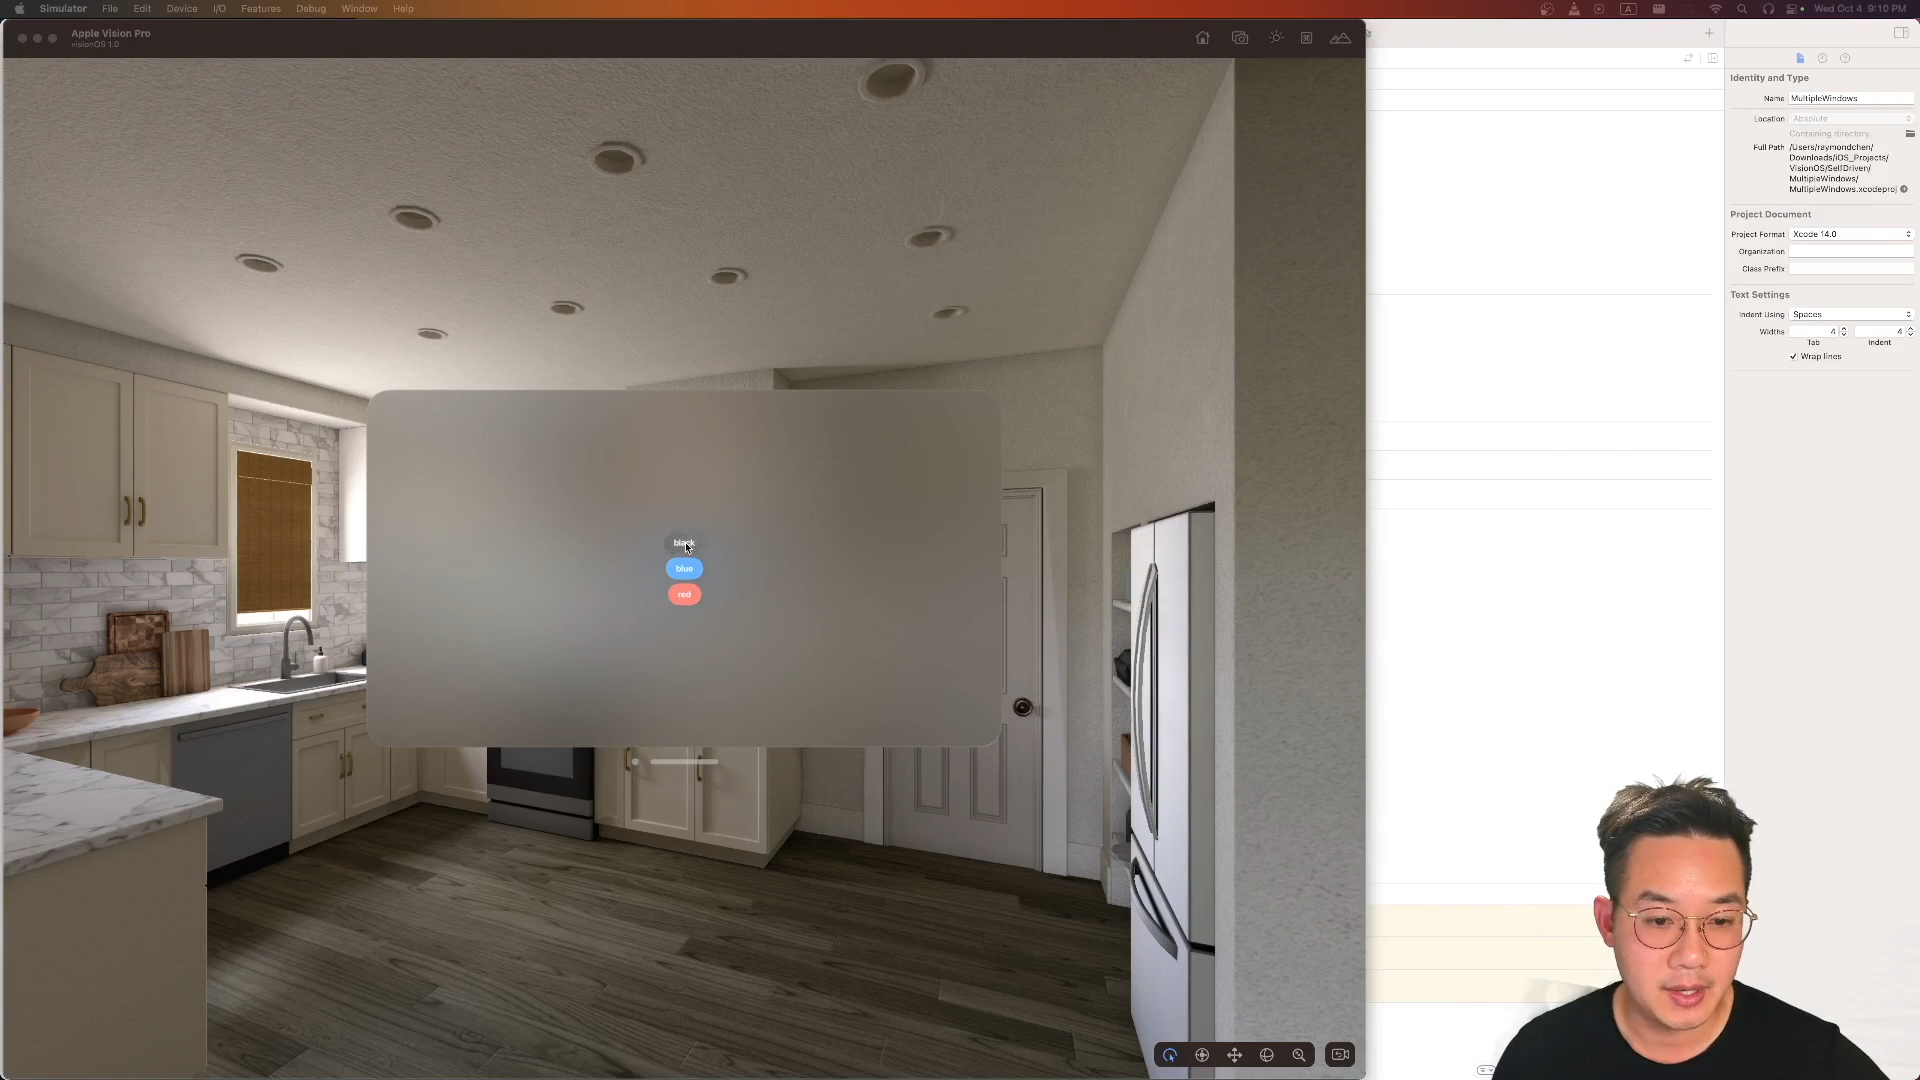 Simulator File Edit Device I/O Features Debug Window Help
A Wed Oct 4 9:10 PM
Apple Vision Pro
visionOS 1.0
black
blue
red
Identity and Type
Name MultipleWindows
Location Absolute
Containing directory
Full Path /Users/raymondchen/
Downloads/iOS_Projects/
VisionOS/SelfDriven/
MultipleWindows/
MultipleWindows.xcodeproj
Project Document
Project Format Xcode 14.0
Organization
Class Prefix
Text Settings
Indent Using Spaces
Widths 4 4
Tab Indent
Wrap lines